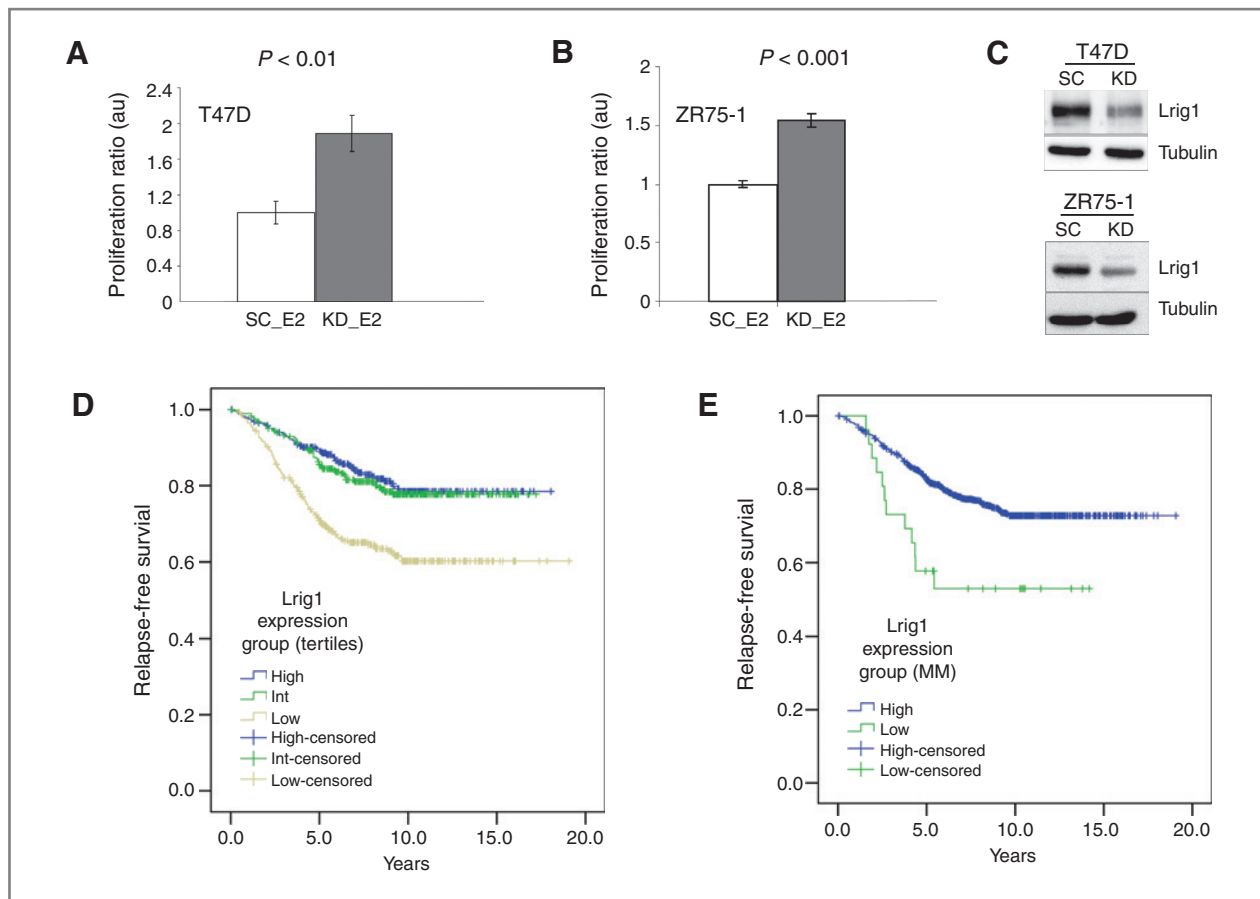 A
P < 0.01
Proliferation ratio (au)
2.4
2
1.6
1.2
0.8
0.4
0
T47D
SC_E2 KD_E2
B
P < 0.001
Proliferation ratio (au)
2
1.5
1
0.5
0
ZR75-1
SC_E2 KD_E2
C
T47D
SC KD
Lrig1
Tubulin
ZR75-1
SC KD
Lrig1
Tubulin
D
Relapse-free survial
1.0
0.8
0.6
0.4
0.2
0.0
Lrig1
expression
group (tertiles)
High
Int
Low
High-censored
Int-censored
Low-censored
0.0 5.0 10.0 15.0 20.0
Years
E
Relapse-free survial
1.0
0.8
0.6
0.4
0.2
0.0
Lrig1
expression
group (MM)
High
Low
High-censored
Low-censored
0.0 5.0 10.0 15.0 20.0
Years